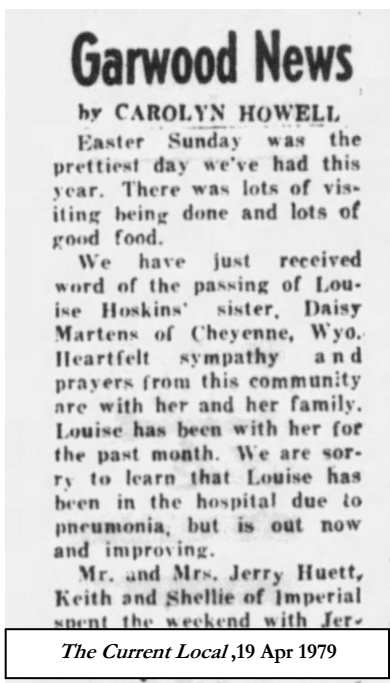 Garwood News
by CAROLYN HOWELL
Easter Sunday was the
prettiest day we've had this
year. There was lots of vis-
iting being done and lots of
good food.
We have just received
word of the passing of Lou-
ise Hoskins' sister, Daisy
Martens of Cheyenne, Wyo.
Heartfelt sympathy and
prayers from this community
are with her and her family.
Louise has been with her for
the past month. We are sor-
ry to learn that Louise has
been in the hospital due to
pneumonia, but is out now
and improving.
Mr. and Mrs. Jerry Huett,
Keith and Shellie of Imperial
spent the weekend with Jer-
The Current Local ,19 Apr 1979